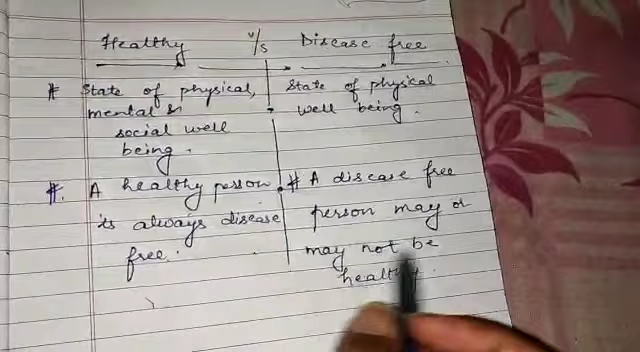 Healthy v/s Disease free
# State of physical, mental & social well being.
State of physical well being.
#. A healthy person is always disease free.
# A disease free person may or may not be healthy.